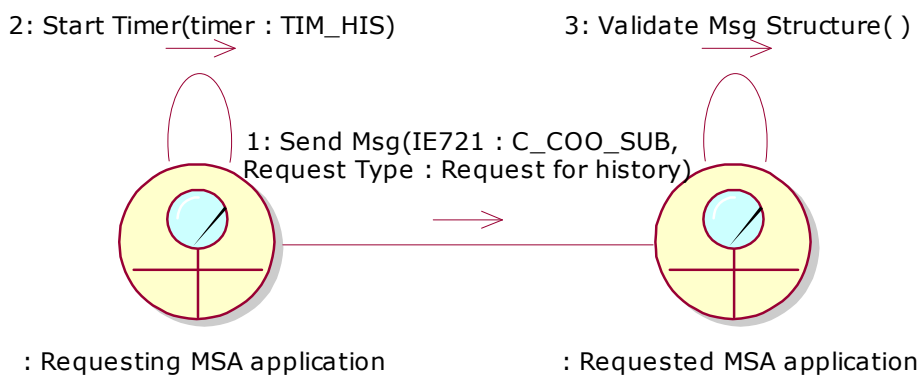 2: Start Timer(timer : TIM_HIS)
3: Validate Msg Structure( )
1: Send Msg(IE721 : C_COO_SUB,
Request Type : Request for history)
: Requesting MSA application
: Requested MSA application